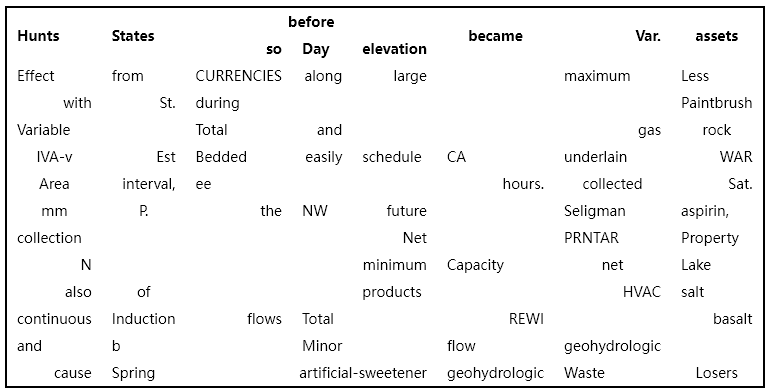 before
Hunts States became Var. assets
so Day elevation
Effect from CURRENCIES along large maximum Less
with St. during Paintbrush
Variable Total and gas rock
IVA-v Est Bedded easily schedule CA underlain WAR
Area interval, ee hours. collected Sat.
mm P. the NW future Seligman aspirin,
collection Net PRNTAR Property
N minimum Capacity net Lake
also of products HVAC salt
continuous Induction flows Total REWI basalt
and b Minor flow geohydrologic
cause Spring artificial-sweetener geohydrologic Waste Losers